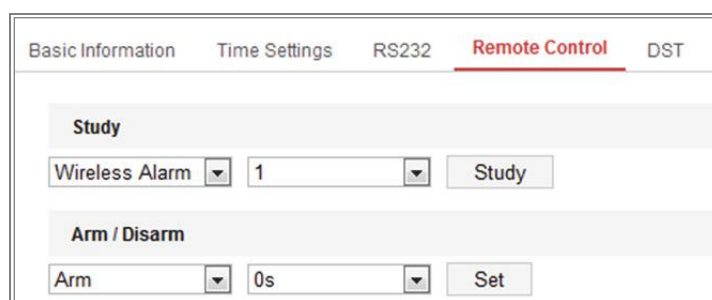 Basic Information Time Settings RS232 Remote Control DST
Study
Wireless Alarm 1 Study
Arm / Disarm
Arm 0s Set